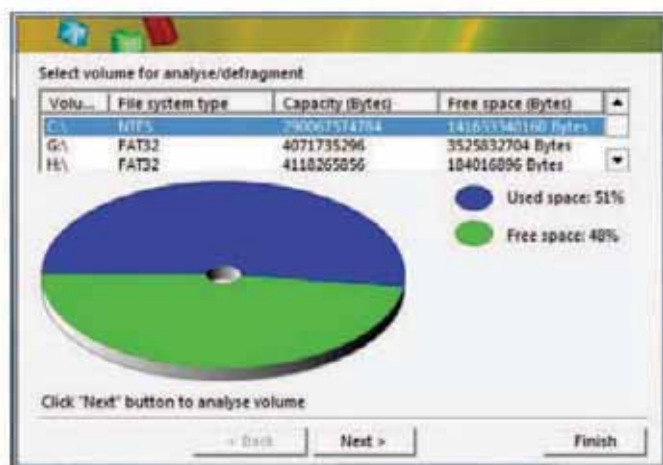 Select volume for analyse/defragment
Volu... File system type Capacity (Bytes) Free space (Bytes)
C:\ NTFS 290067574784 141653340160 Bytes
G:\ FAT32 4071735296 3525832704 Bytes
H:\ FAT32 4118265856 184016896 Bytes
Used space: 51%
Free space: 48%
Click "Next" button to analyse volume
< Back Next > Finish